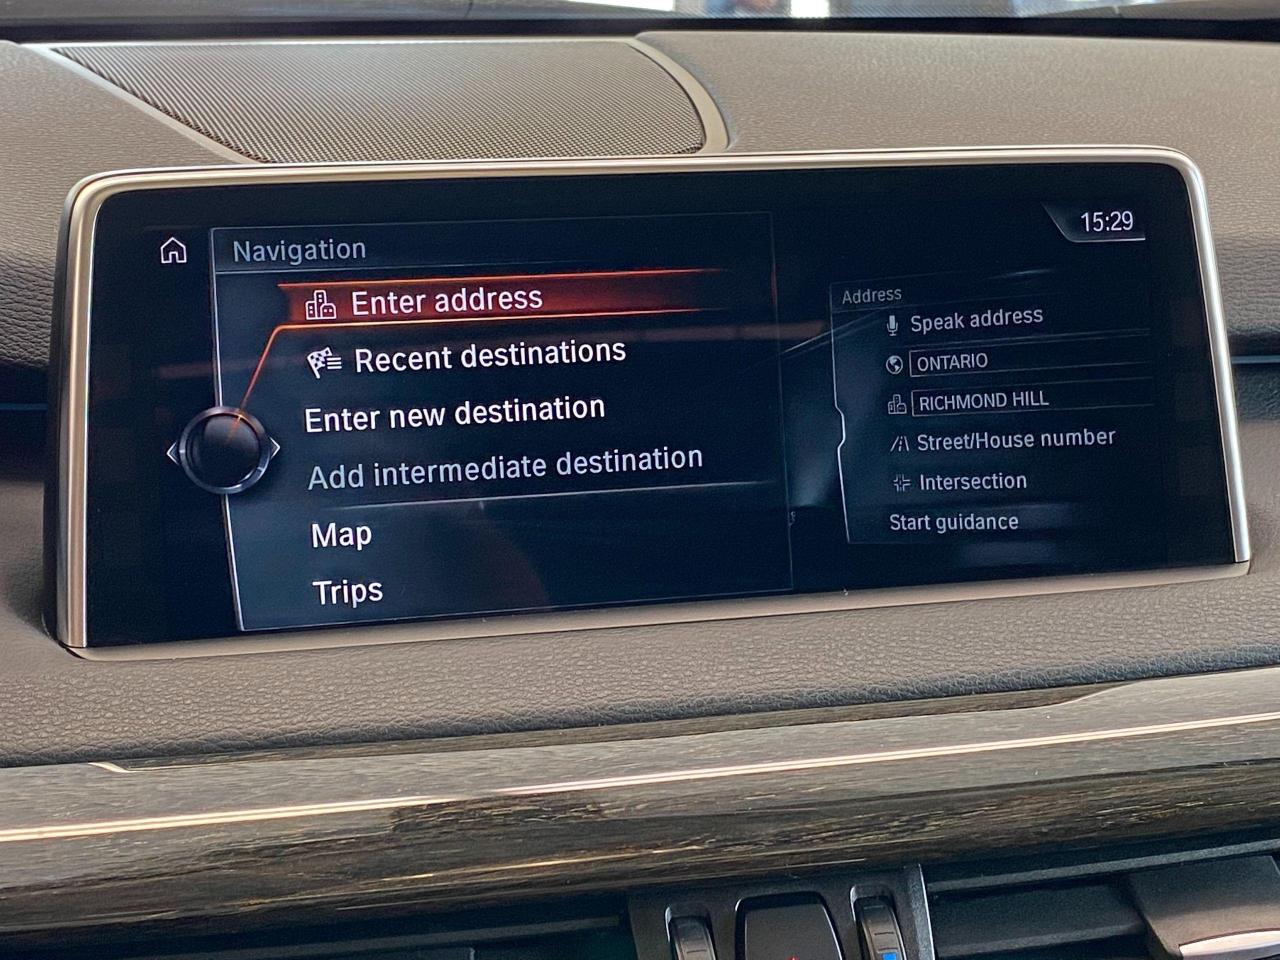 Navigation
Enter address
Recent destinations
Enter new destination
Add intermediate destination
Map
Trips
15:29
Address
Speak address
ONTARIO
RICHMOND HILL
Street/House number
Intersection
Start guidance